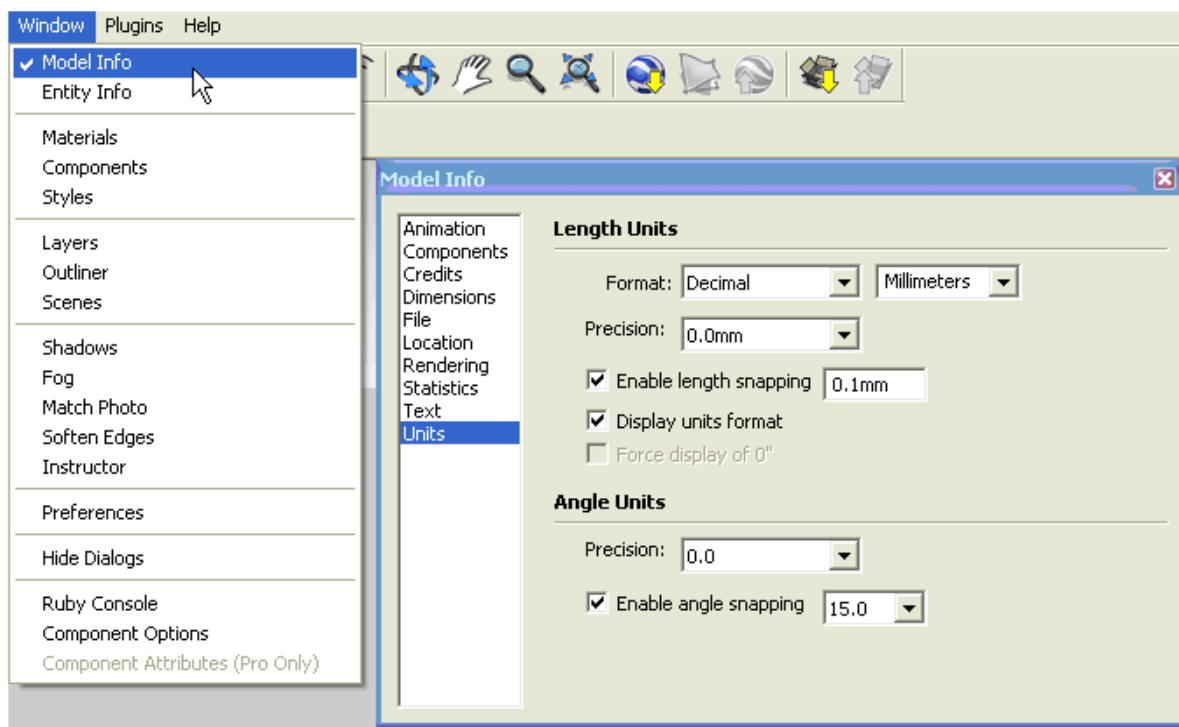 Window Plugins Help
Model Info
Entity Info
Materials
Components
Styles
Layers
Outliner
Scenes
Shadows
Fog
Match Photo
Soften Edges
Instructor
Preferences
Hide Dialogs
Ruby Console
Component Options
Component Attributes (Pro Only)
Model Info
Animation
Components
Credits
Dimensions
File
Location
Rendering
Statistics
Text
Units
Length Units
Format: Decimal Millimeters
Precision: 0.0mm
Enable length snapping 0.1mm
Display units format
Force display of 0"
Angle Units
Precision: 0.0
Enable angle snapping 15.0